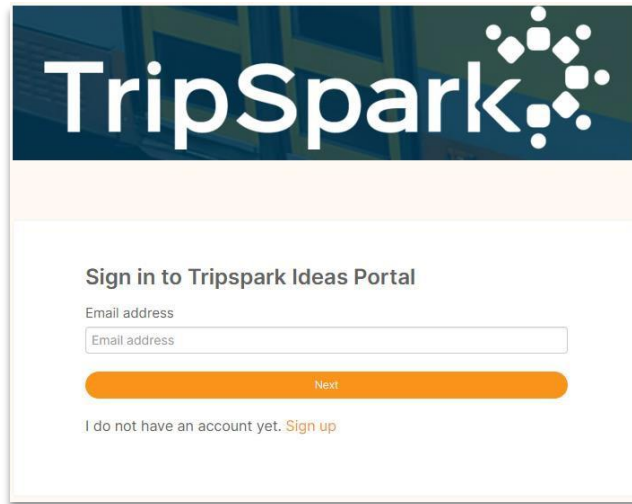 TripSpark
Sign in to Tripspark Ideas Portal
Email address
Email address
Next
I do not have an account yet. Sign up